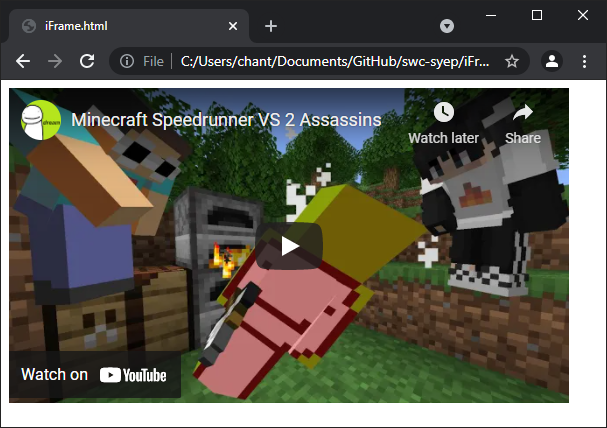 iFrame.html
File
C:/Users/chant/Documents/GitHub/swc-syep/iFr...
dream
Minecraft Speedrunner VS 2 Assassins
Watch later
Share
Watch on YouTube